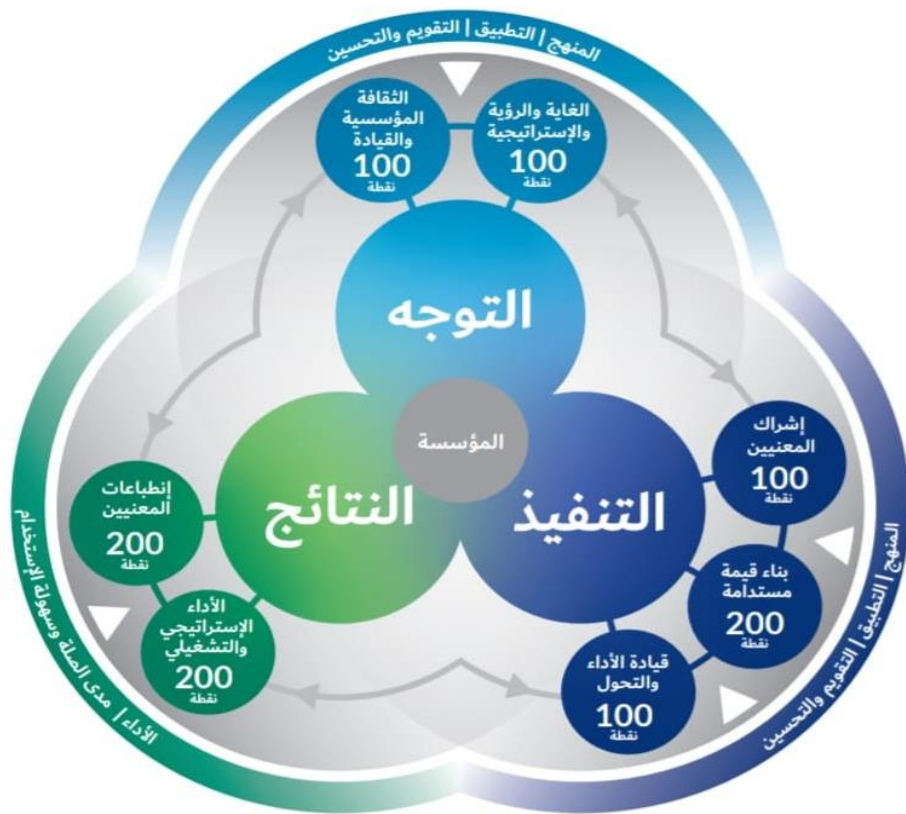 المنهج | التطبيق | التقويم والتحسين
الغاية والرؤية
والإستراتيجية
100
نقطة
الثقافة
المؤسسية
والقيادة
100
نقطة
التوجه
المؤسسة
التنفيذ
النتائج
إشراك
المعنيين
100
نقطة
بناء قيمة
مستدامة
200
نقطة
قيادة الأداء
والتحول
100
نقطة
المنهج | التطبيق | التقويم والتحسين
إنطباعات
المعنيين
200
نقطة
الأداء
الإستراتيجي
والتشغيلي
200
نقطة
الأداء | مدى الصلة وسهولة الإستخدام